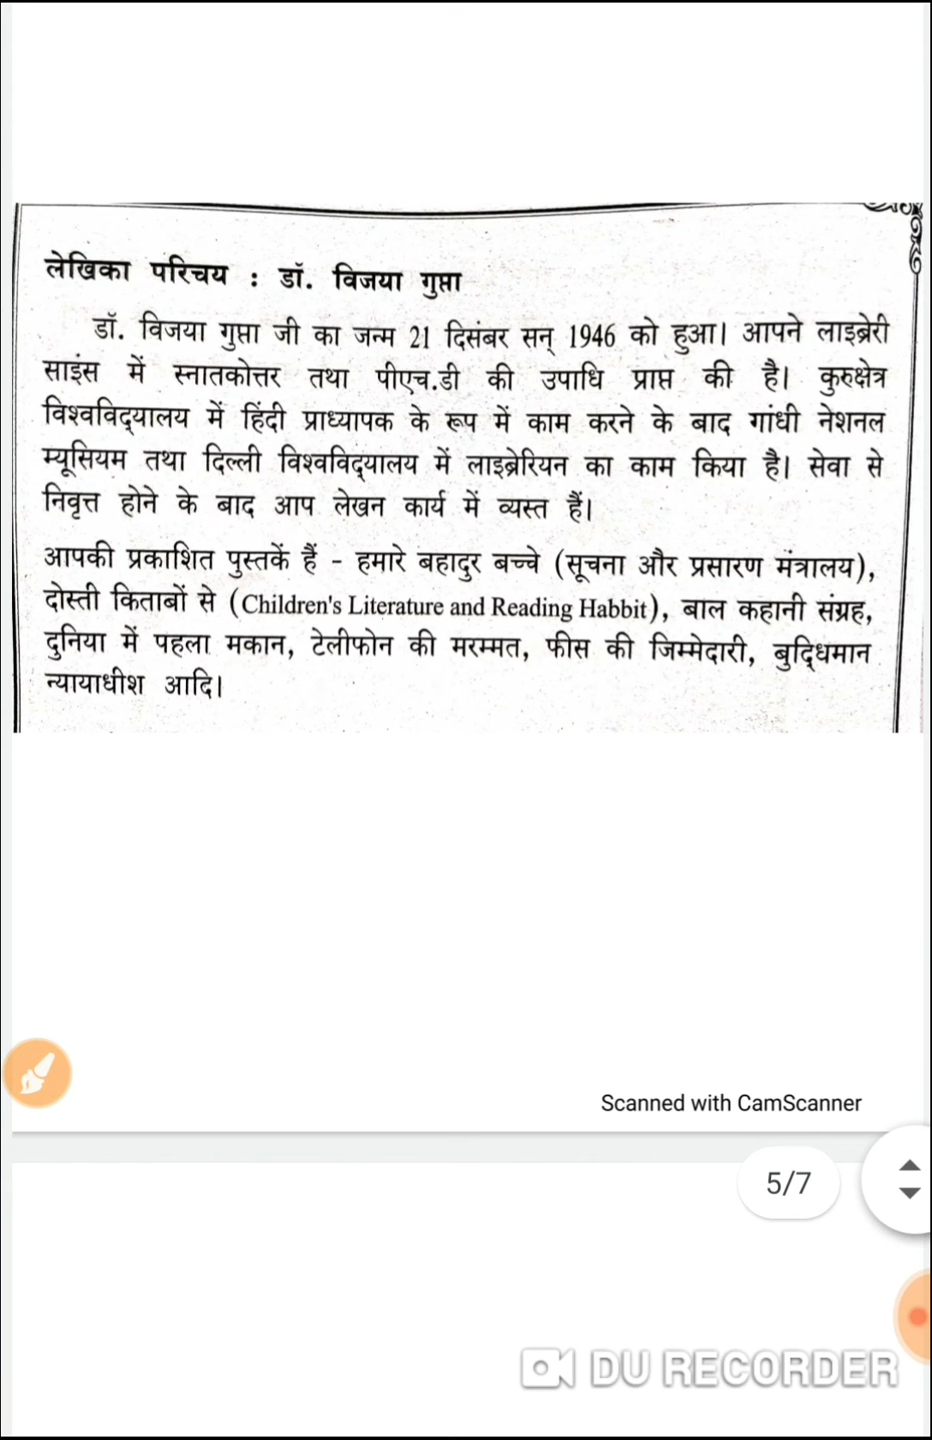 लेखिका परिचय : डॉ. विजया गुप्ता
डॉ. विजया गुप्ता जी का जन्म 21 दिसंबर सन् 1946 को हुआ। आपने लाइब्रेरी
साइंस में स्नातकोत्तर तथा पीएच.डी की उपाधि प्राप्त की है। कुरुक्षेत्र
विश्वविद्यालय में हिंदी प्राध्यापक के रूप में काम करने के बाद गांधी नेशनल
म्यूसियम तथा दिल्ली विश्वविद्यालय में लाइब्रेरियन का काम किया है। सेवा से
निवृत्त होने के बाद आप लेखन कार्य में व्यस्त हैं।
आपकी प्रकाशित पुस्तकें हैं - हमारे बहादुर बच्चे (सूचना और प्रसारण मंत्रालय),
दोस्ती किताबों से (Children's Literature and Reading Habbit), बाल कहानी संग्रह,
दुनिया में पहला मकान, टेलीफोन की मरम्मत, फीस की जिम्मेदारी, बुद्धिमान
न्यायाधीश आदि।
Scanned with CamScanner
5/7
DU RECORDER